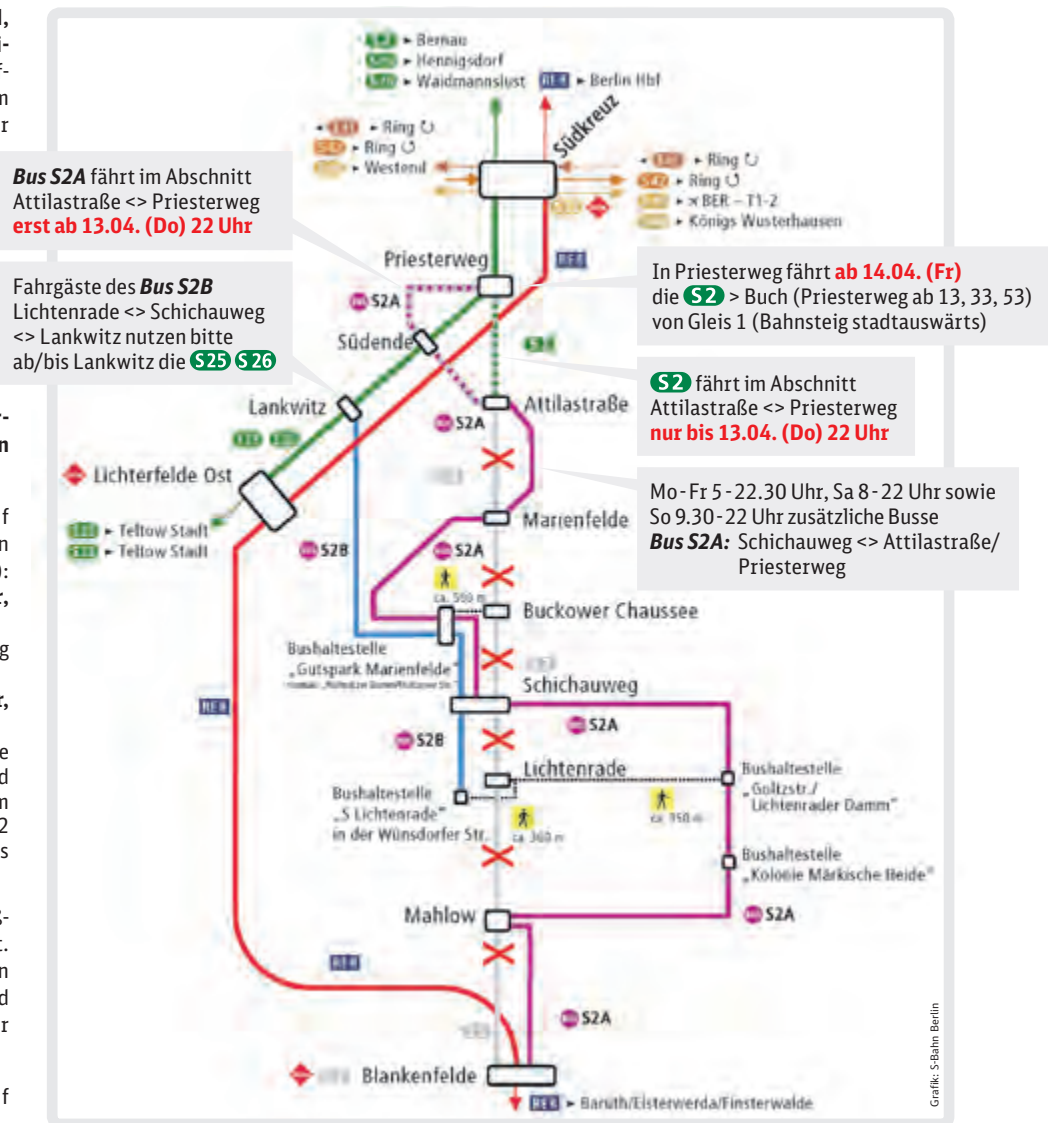 l,
i-
f-
n
r
r-
n
f
n
):
r,
g
r,
e
d
n
2
s
ß-
t.
n
d
r
f
▸ Bernau
▸ Hennigsdorf
▸ Waidmannslust
▸ Berlin Hbf
Südkreuz
▸ Ring ↻
▸ Ring ↺
▸ Westend
▸ Ring ↻
▸ Ring ↺
▸ BER – T1-2
▸ Königs Wusterhausen
Bus S2A fährt im Abschnitt
Attilastraße <> Priesterweg
erst ab 13.04. (Do) 22 Uhr
Priesterweg
S2A
In Priesterweg fährt ab 14.04. (Fr)
die S2 > Buch (Priesterweg ab 13, 33, 53)
von Gleis 1 (Bahnsteig stadtauswärts)
Fahrgäste des Bus S2B
Lichtenrade <> Schichauweg
<> Lankwitz nutzen bitte
ab/bis Lankwitz die S25 S26
Südende
S2 fährt im Abschnitt
Attilastraße <> Priesterweg
nur bis 13.04. (Do) 22 Uhr
Lankwitz
Attilastraße
S2A
Lichterfelde Ost
▸ Teltow Stadt
▸ Teltow Stadt
Mo-Fr 5-22.30 Uhr, Sa 8-22 Uhr sowie
So 9.30-22 Uhr zusätzliche Busse
Bus S2A: Schichauweg <> Attilastraße/
Priesterweg
Marienfelde
S2B
S2A
Buckower Chaussee
Bushaltestelle
„Gutspark Marienfelde"
Schichauweg
S2A
S2B
Lichtenrade
Bushaltestelle
„S Lichtenrade"
in der Wünsdorfer Str.
ca. 360 m
ca. 350 m
Bushaltestelle
„Goltzstr./
Lichtenrader Damm"
Bushaltestelle
„Kolonie Märkische Heide"
Mahlow
S2A
S2A
Blankenfelde
▸ Baruth/Elsterwerda/Finsterwalde
Grafik: S-Bahn Berlin